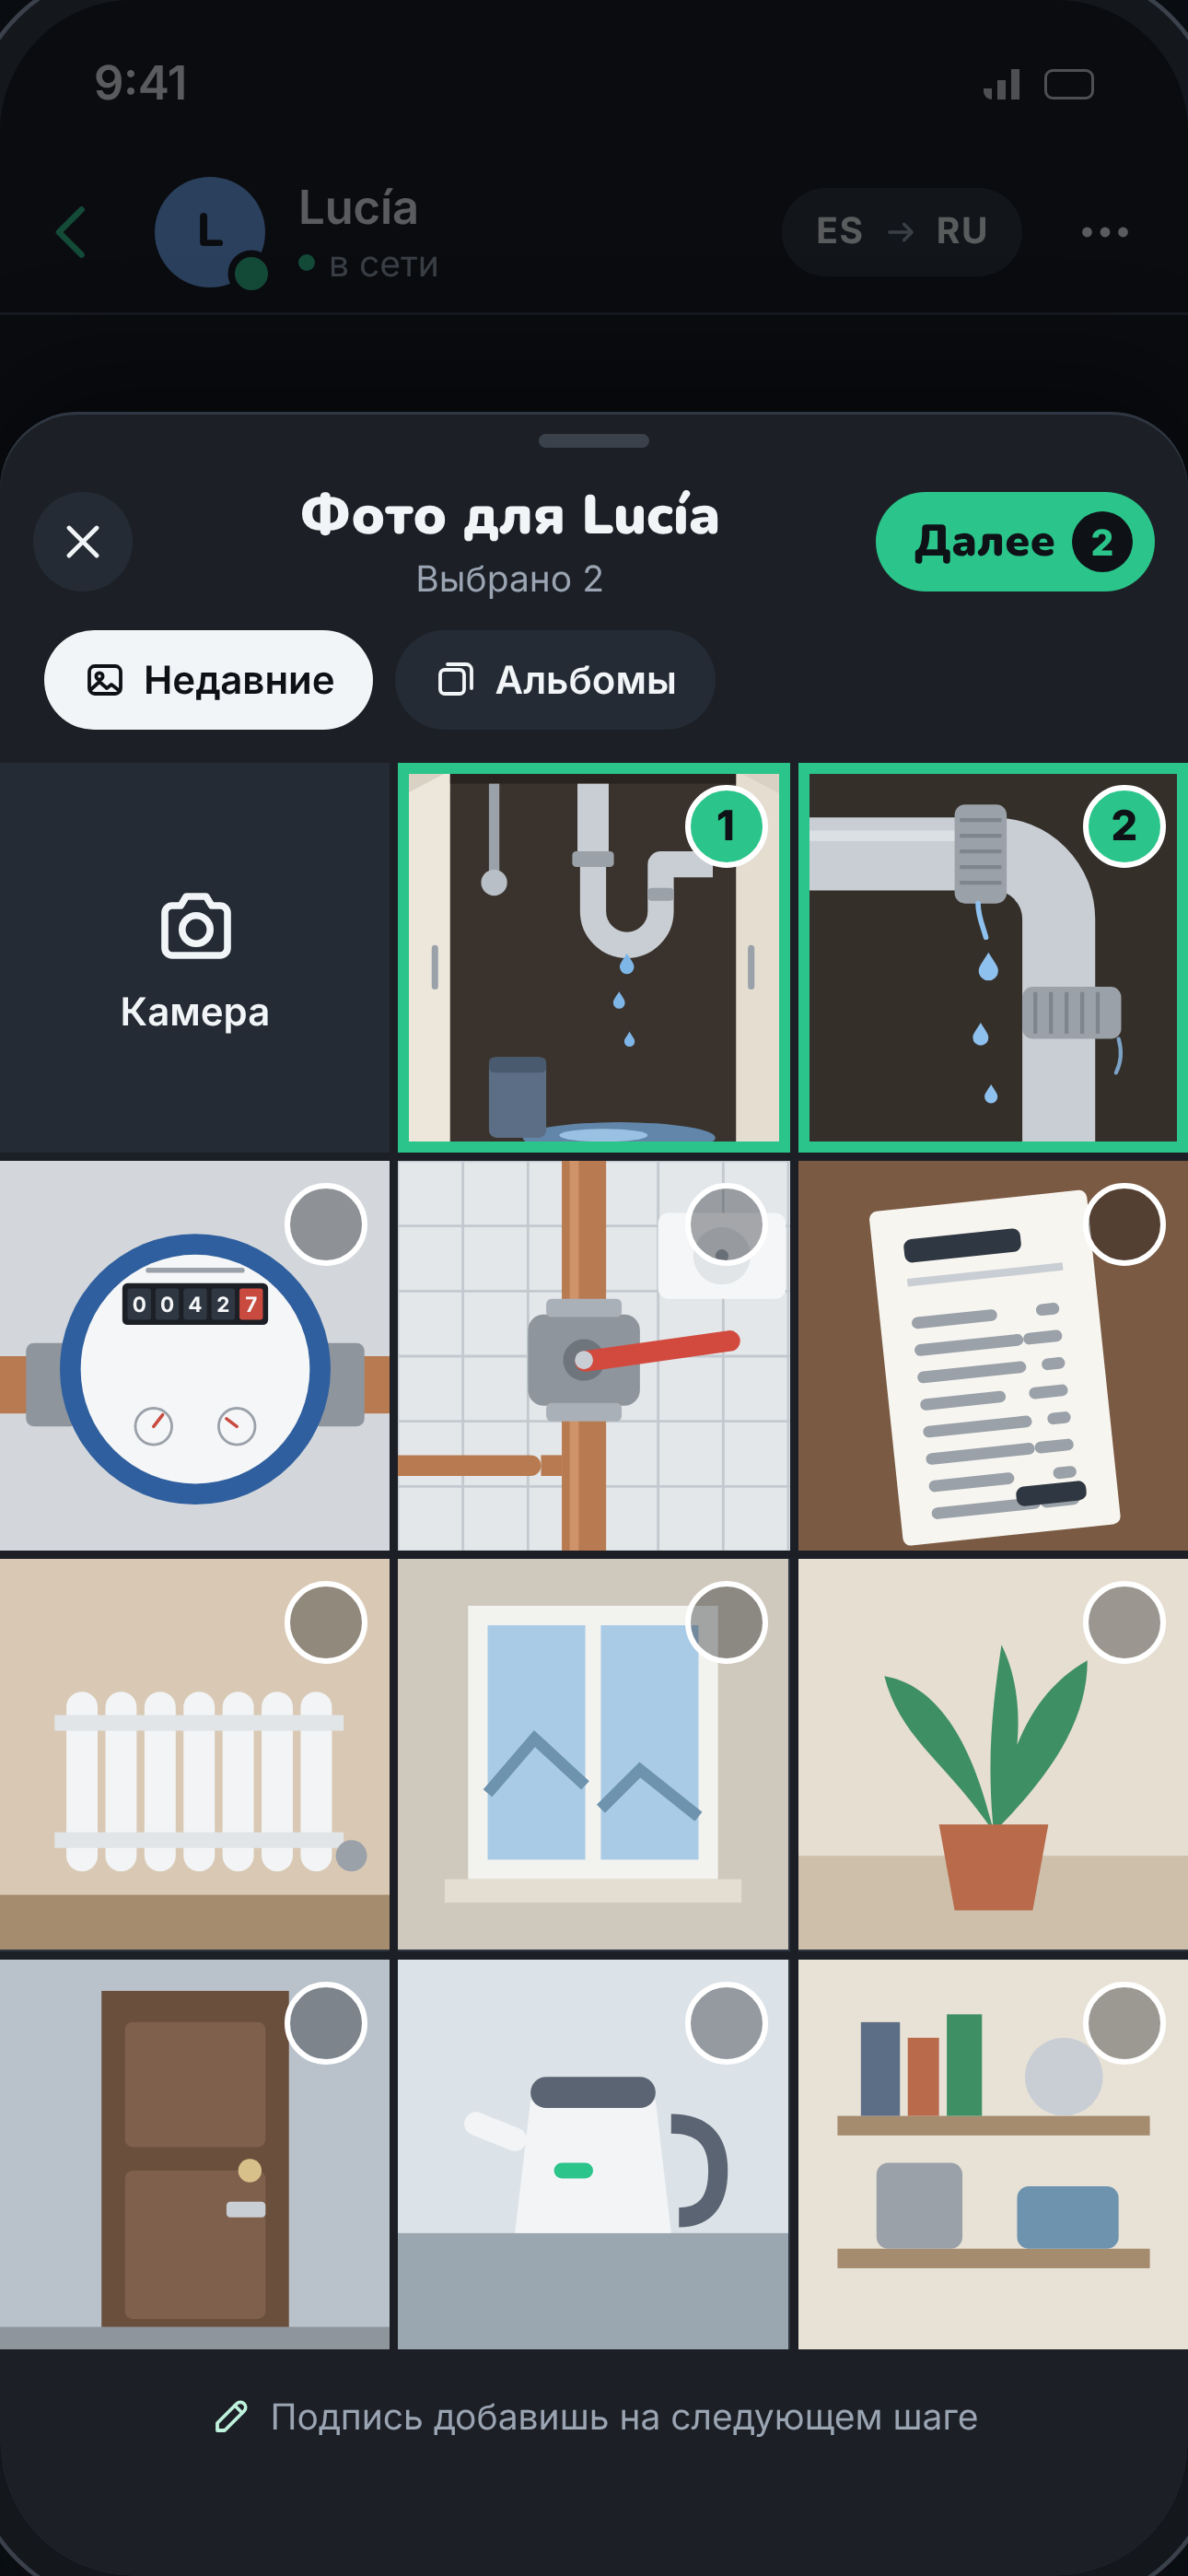 9:41
L
Lucía
в сети
ES → RU
Фото для Lucía
Выбрано 2
Далее 2
Недавние
Альбомы
Камера
1
2
0 0 4 2 7
Подпись добавишь на следующем шаге